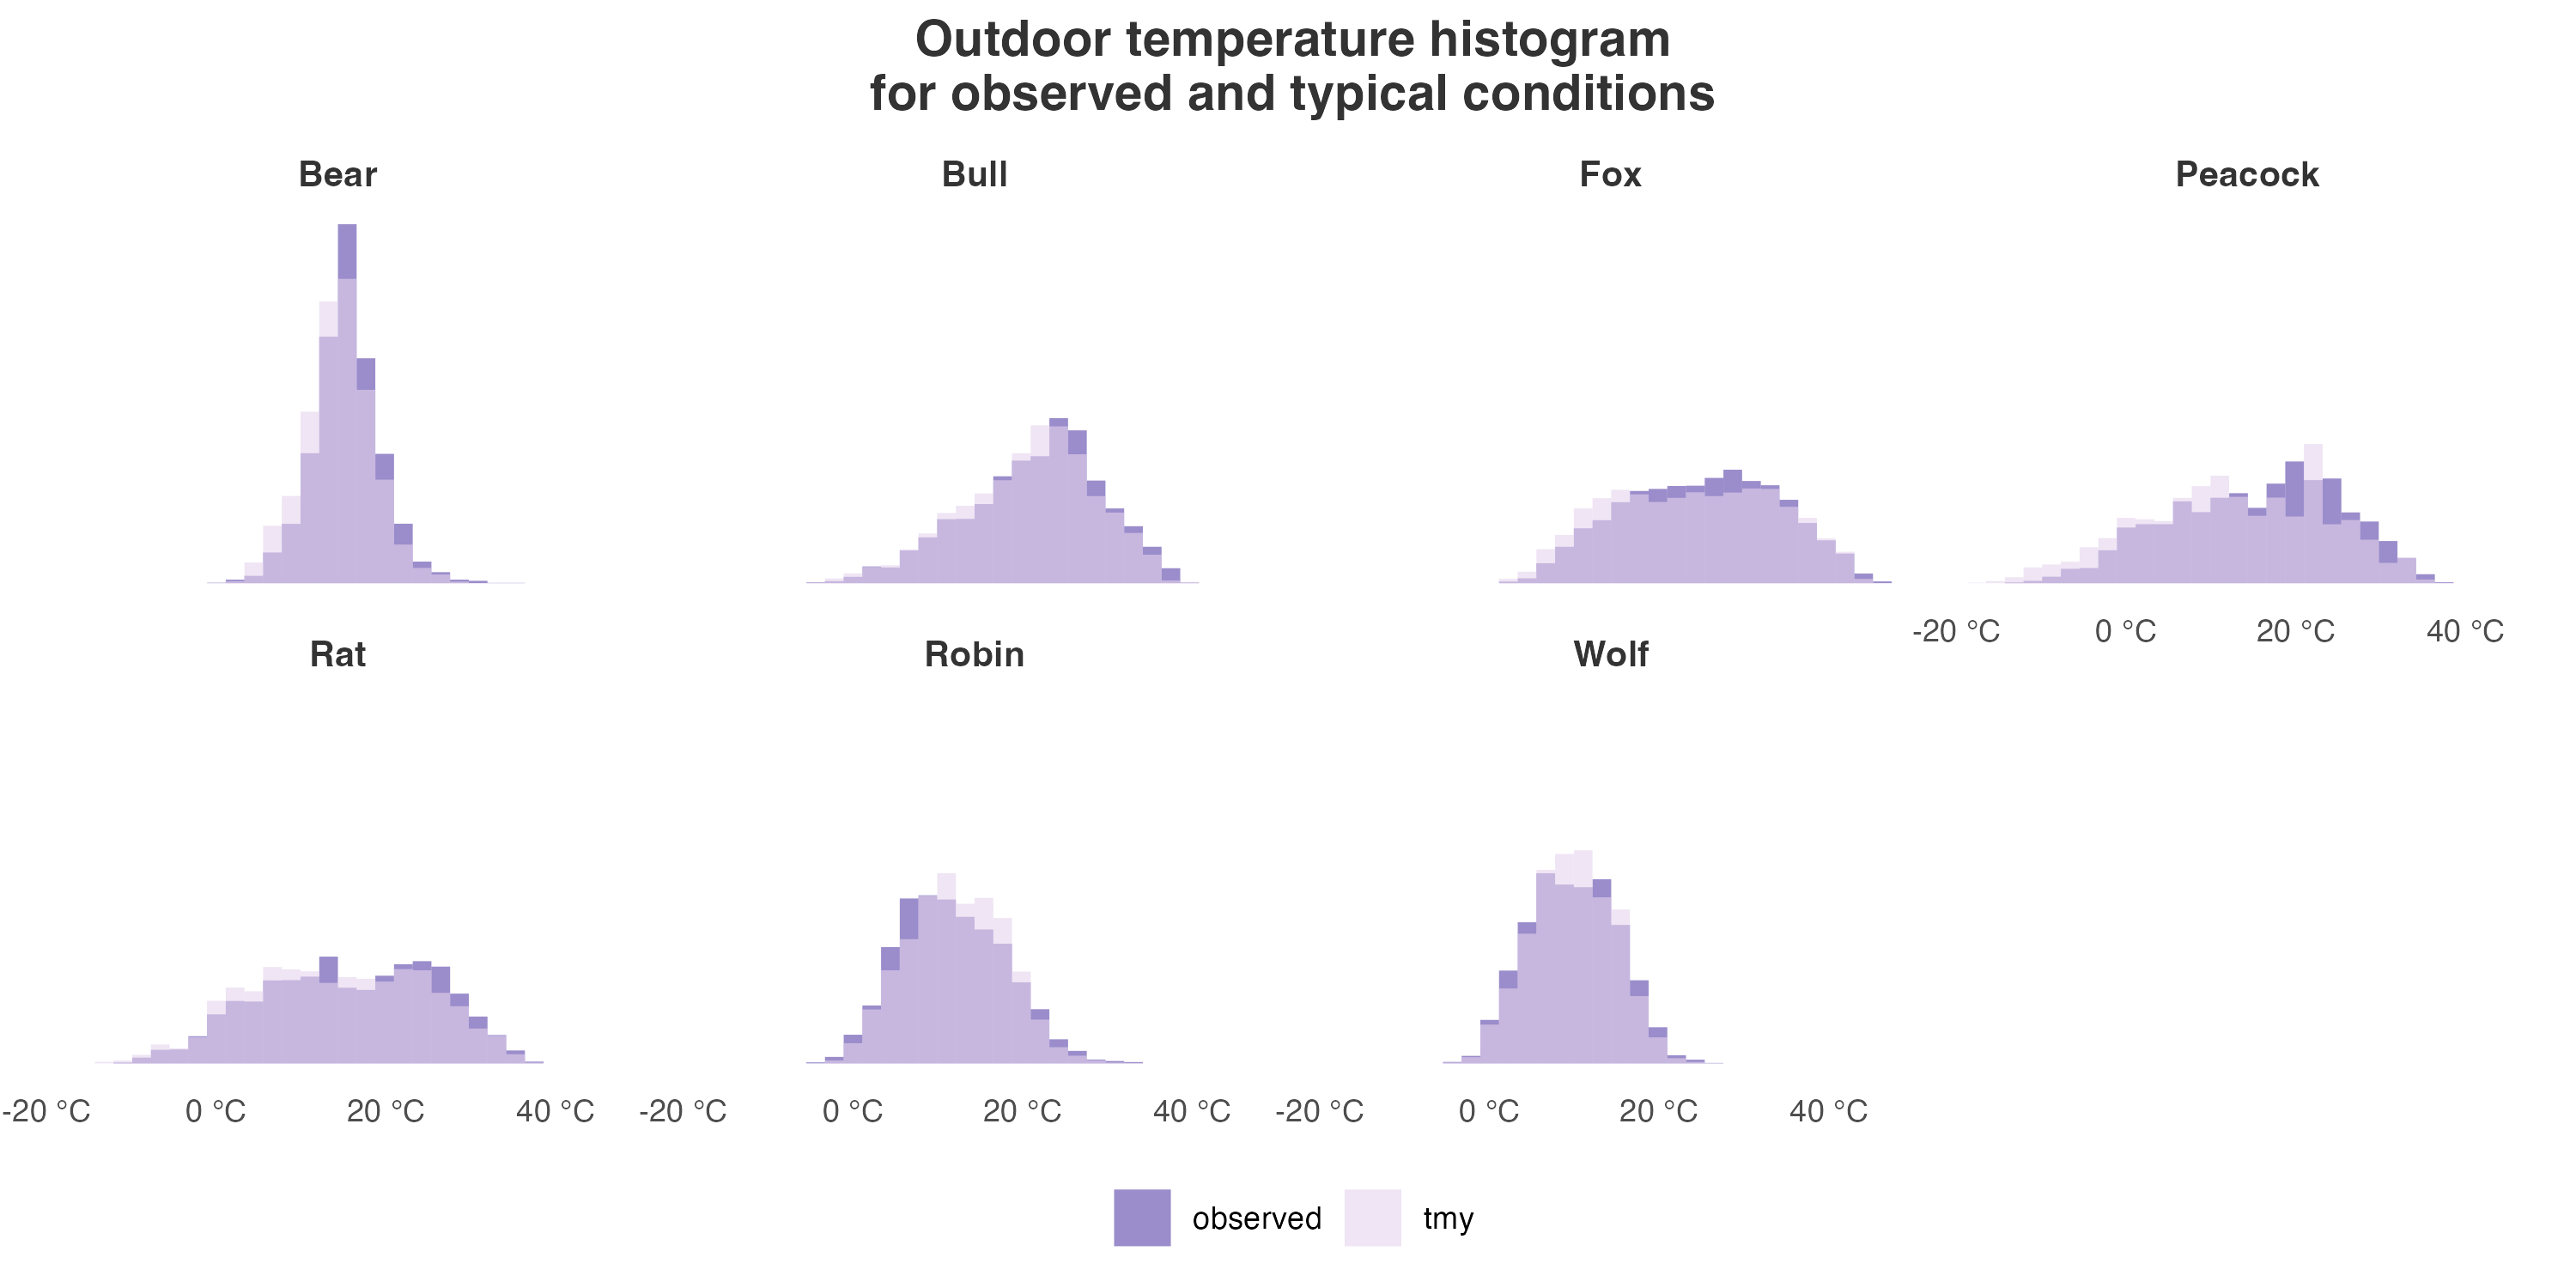 Outdoor temperature histogram
for observed and typical conditions
Bear
Bull
Fox
Peacock
-20 °C 0 °C 20 °C 40 °C
Rat
Robin
Wolf
-20 °C 0 °C 20 °C 40 °C
-20 °C 0 °C 20 °C 40 °C
-20 °C 0 °C 20 °C 40 °C
observed
tmy